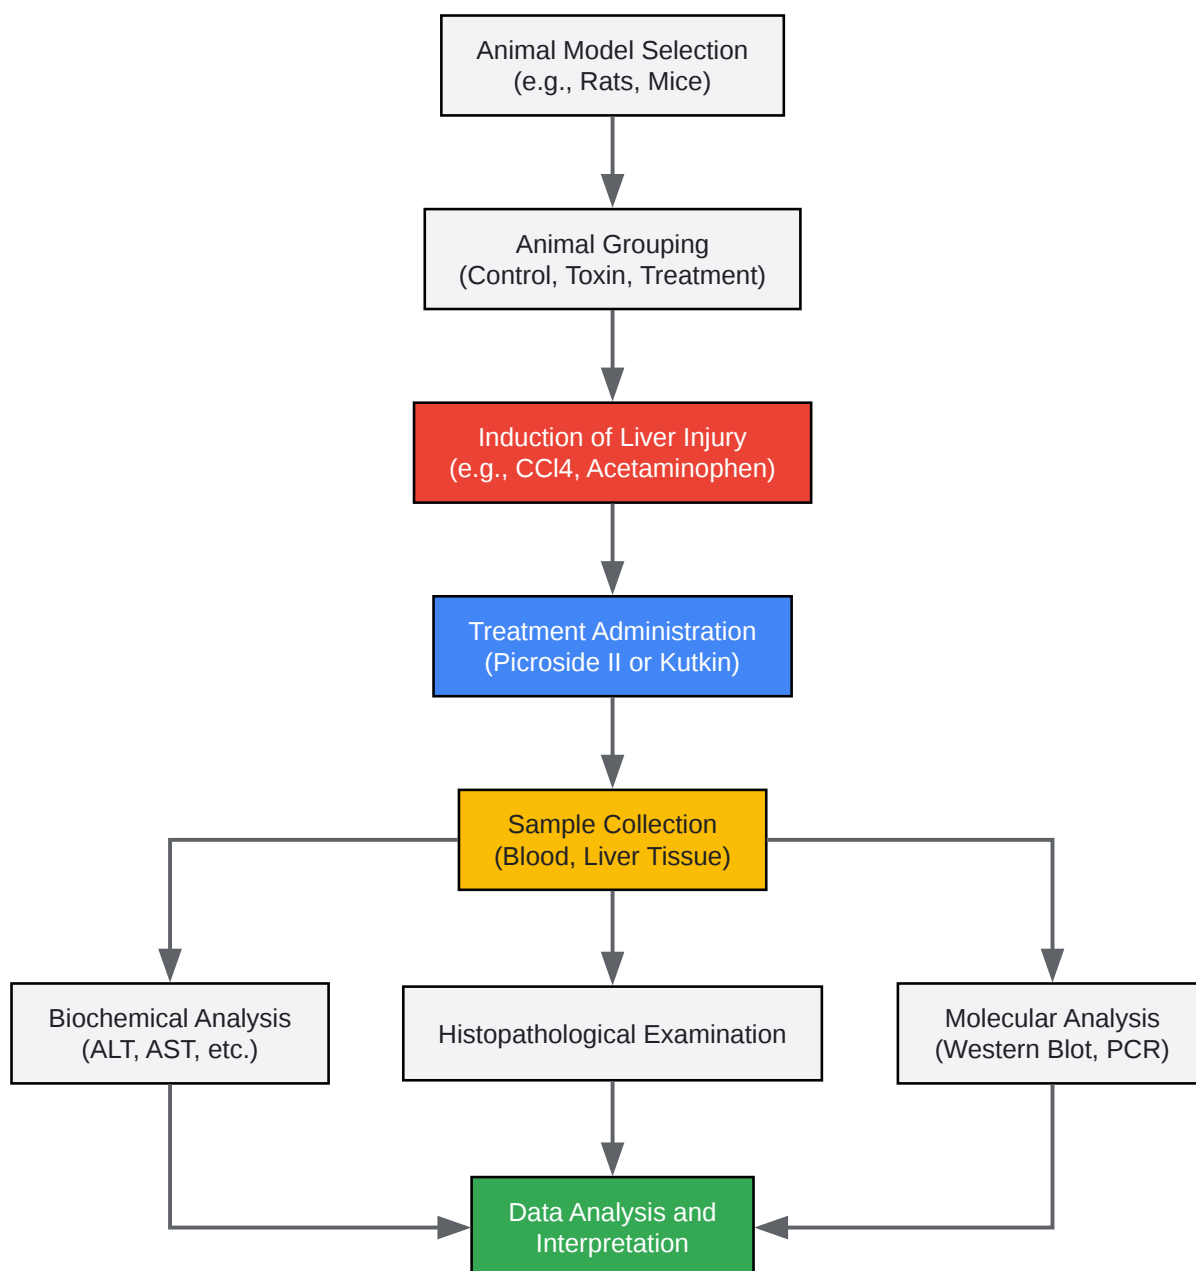 Animal Model Selection
(e.g., Rats, Mice)
Animal Grouping
(Control, Toxin, Treatment)
Induction of Liver Injury
(e.g., CCl4, Acetaminophen)
Treatment Administration
(Picroside II or Kutkin)
Sample Collection
(Blood, Liver Tissue)
Biochemical Analysis
(ALT, AST, etc.)
Histopathological Examination
Molecular Analysis
(Western Blot, PCR)
Data Analysis and
Interpretation